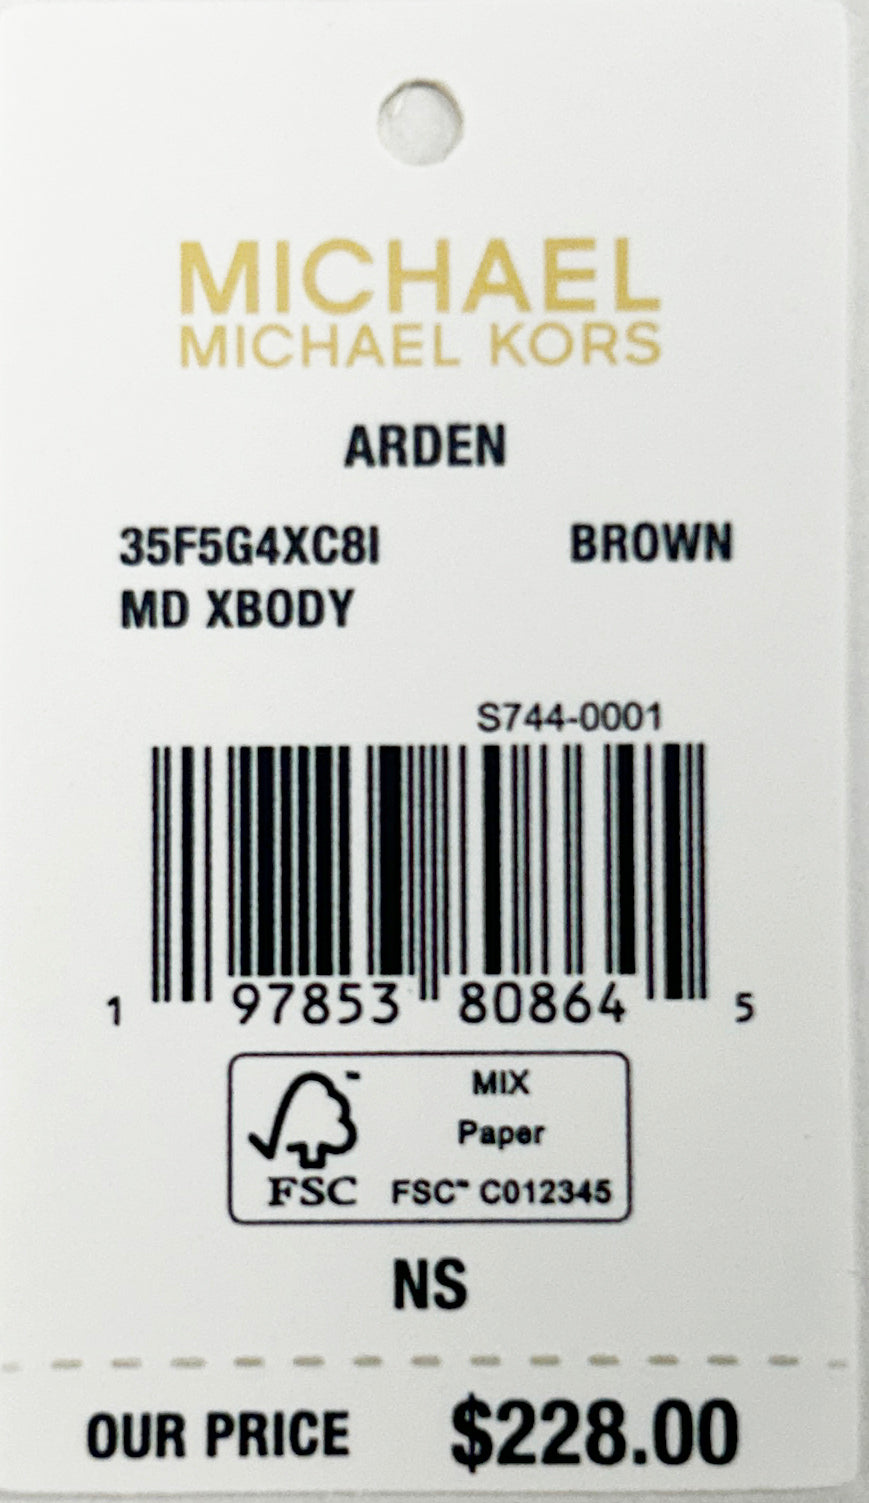 MICHAEL
MICHAEL KORS
ARDEN
35F5G4XC8I BROWN
MD XBODY
S744-0001
1 97853 80864 5
MIX
Paper
FSC FSC™ C012345
NS
OUR PRICE $228.00